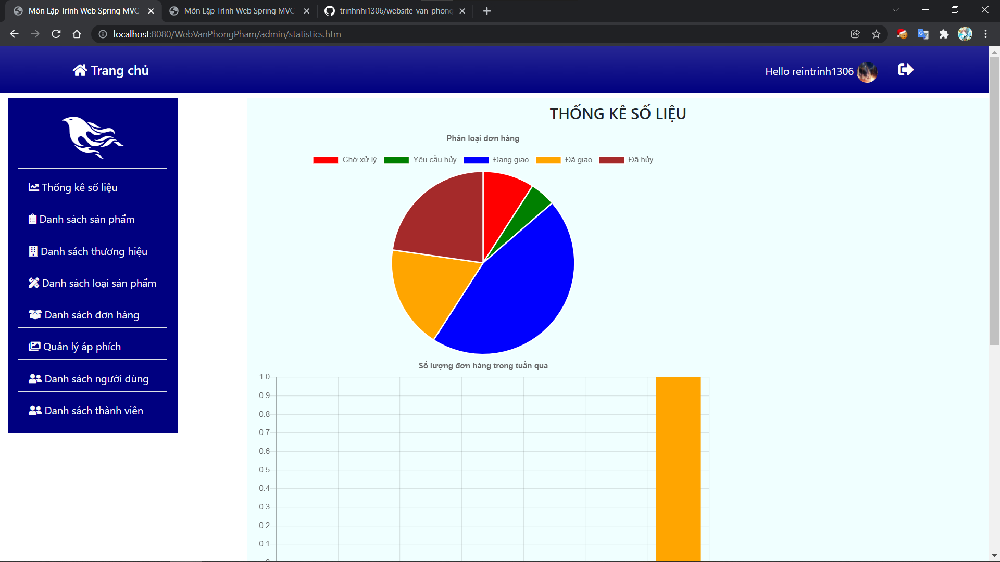 Môn Lập Trình Web Spring MVC
Môn Lập Trình Web Spring MVC
trinhnhi1306/website-van-phong
localhost:8080/WebVanPhongPham/admin/statistics.htm
Trang chủ
Hello reintrinh1306
Thống kê số liệu
Danh sách sản phẩm
Danh sách thương hiệu
Danh sách loại sản phẩm
Danh sách đơn hàng
Quản lý áp phích
Danh sách người dùng
Danh sách thành viên
THỐNG KÊ SỐ LIỆU
Phân loại đơn hàng
Chờ xử lý Yêu cầu hủy Đang giao Đã giao Đã hủy
Số lượng đơn hàng trong tuần qua
1.0
0.9
0.8
0.7
0.6
0.5
0.4
0.3
0.2
0.1